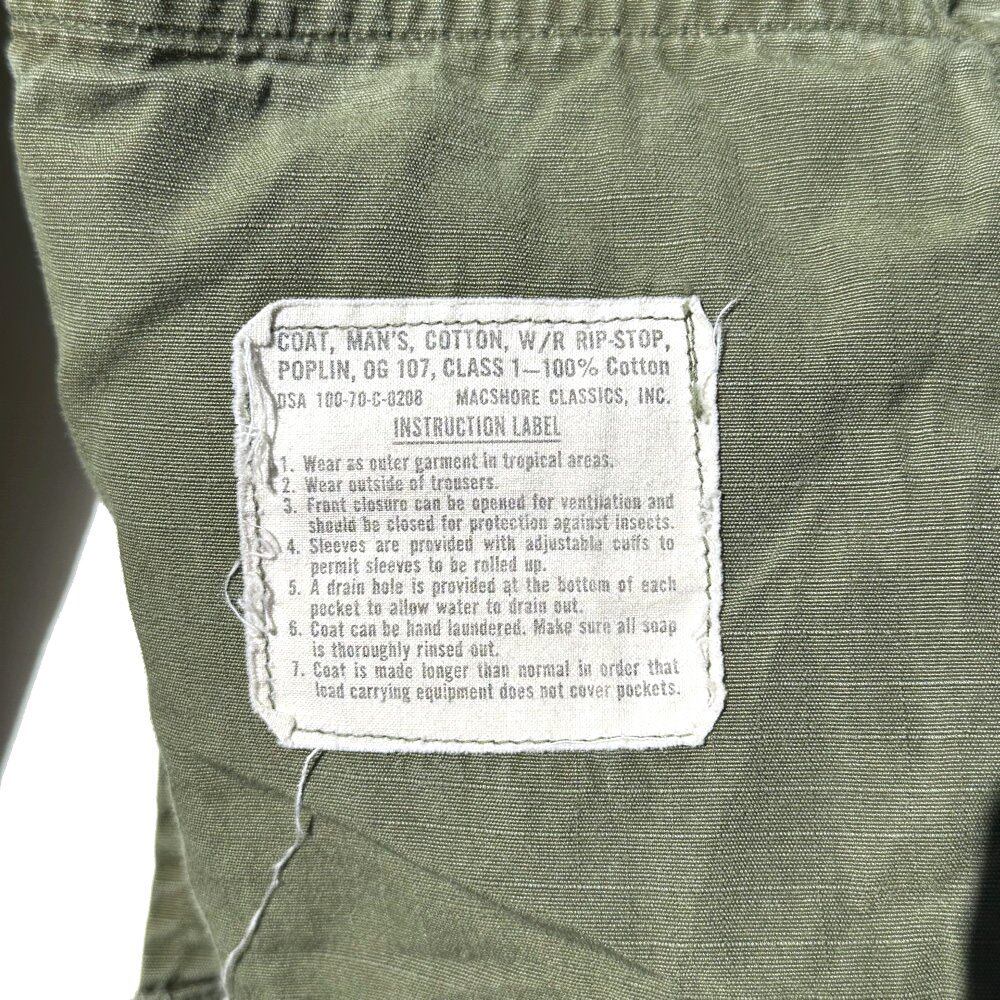 COAT, MAN'S, COTTON, W/R RIP-STOP,
POPLIN, OG 107, CLASS 1—100% Cotton
DSA 100-70-C-0208 MACSHORE CLASSICS, INC.
INSTRUCTION LABEL
1. Wear as outer garment in tropical areas.
2. Wear outside of trousers.
3. Front closure can be opened for ventilation and
should be closed for protection against insects.
4. Sleeves are provided with adjustable cuffs to
permit sleeves to be rolled up.
5. A drain hole is provided at the bottom of each
pocket to allow water to drain out.
6. Coat can be hand laundered. Make sure all soap
is thoroughly rinsed out.
7. Coat is made longer than normal in order that
load carrying equipment does not cover pockets.